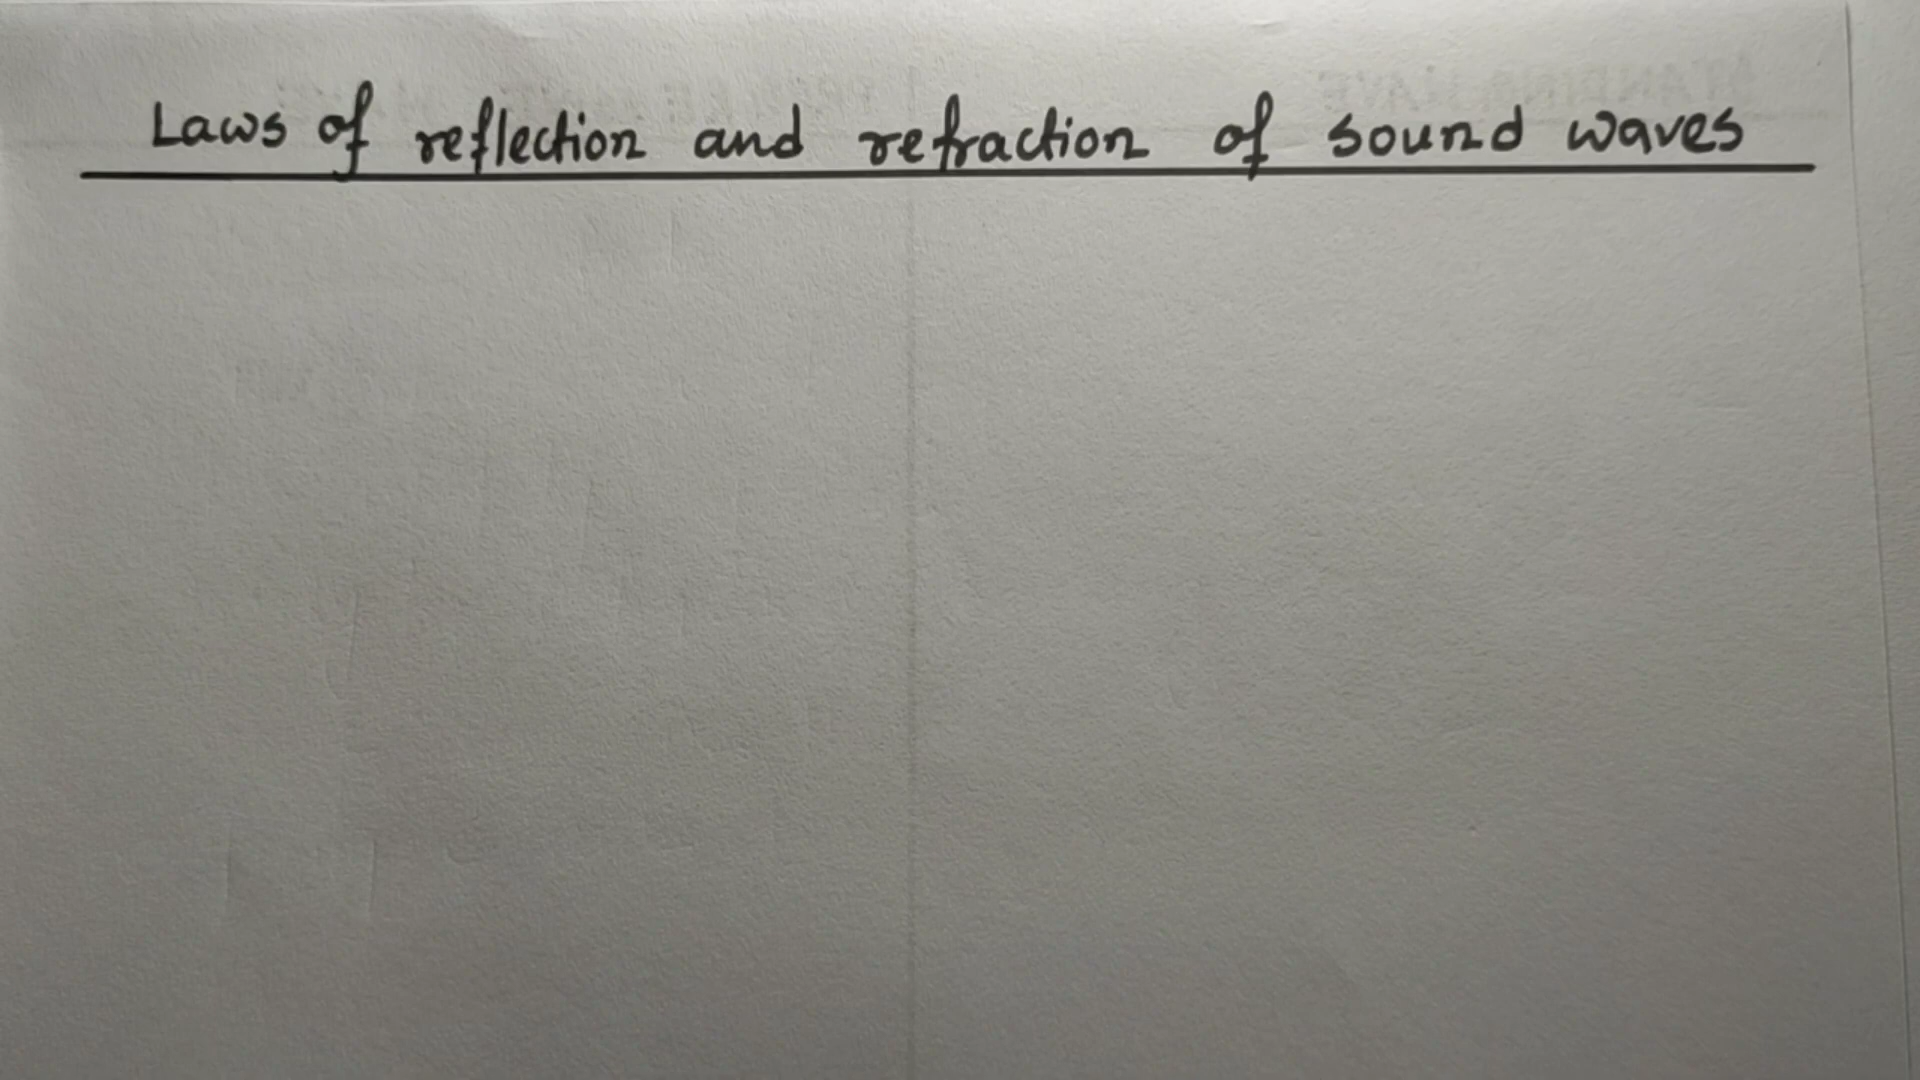 Laws of reflection and refraction of sound waves